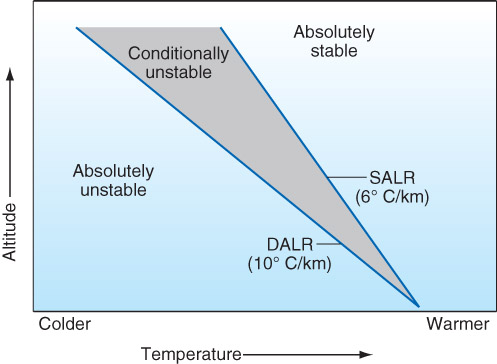 Absolutely
stable
Conditionally
unstable
Absolutely
unstable
SALR
(6° C/km)
DALR
(10° C/km)
Altitude
Colder
Warmer
Temperature